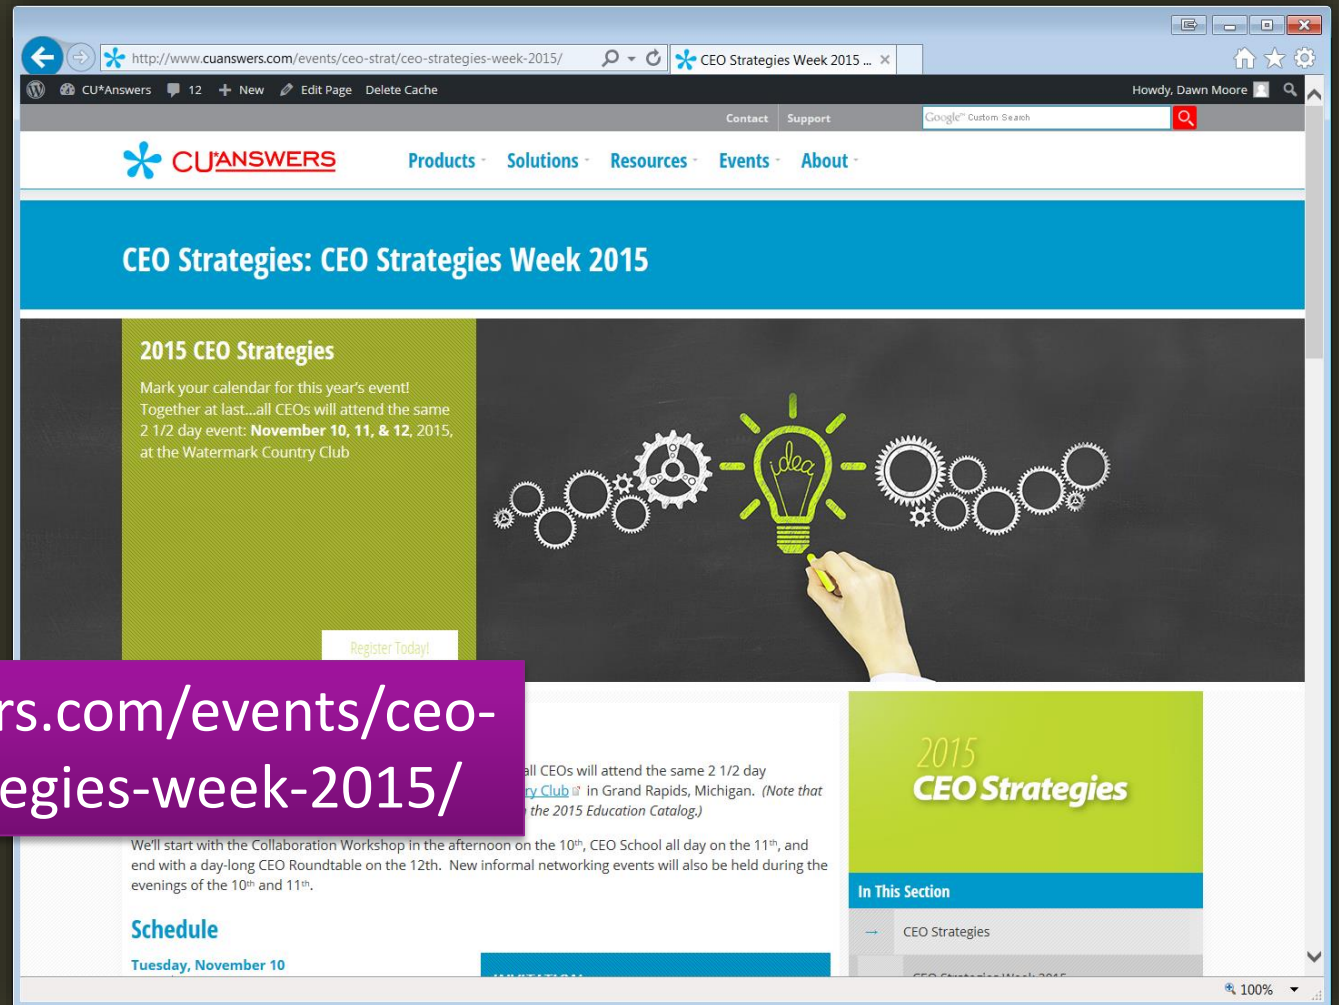 http://www.cuanswers.com/events/ceo-strat/ceo-strategies-week-2015/
CEO Strategies Week 2015 ...
CU*Answers 12 New Edit Page Delete Cache
Howdy, Dawn Moore
Contact Support
Google™ Custom Search
CU*ANSWERS
Products Solutions Resources Events About
CEO Strategies: CEO Strategies Week 2015
2015 CEO Strategies
Mark your calendar for this year's event!
Together at last...all CEOs will attend the same
2 1/2 day event: November 10, 11, & 12, 2015,
at the Watermark Country Club
idea
Register Today!
rs.com/events/ceo-
egies-week-2015/
all CEOs will attend the same 2 1/2 day
ry Club in Grand Rapids, Michigan. (Note that
the 2015 Education Catalog.)
We'll start with the Collaboration Workshop in the afternoon on the 10th, CEO School all day on the 11th, and
end with a day-long CEO Roundtable on the 12th. New informal networking events will also be held during the
evenings of the 10th and 11th.
Schedule
Tuesday, November 10
2015
CEO Strategies
In This Section
→ CEO Strategies
CEO Strategies Week 2015
100%